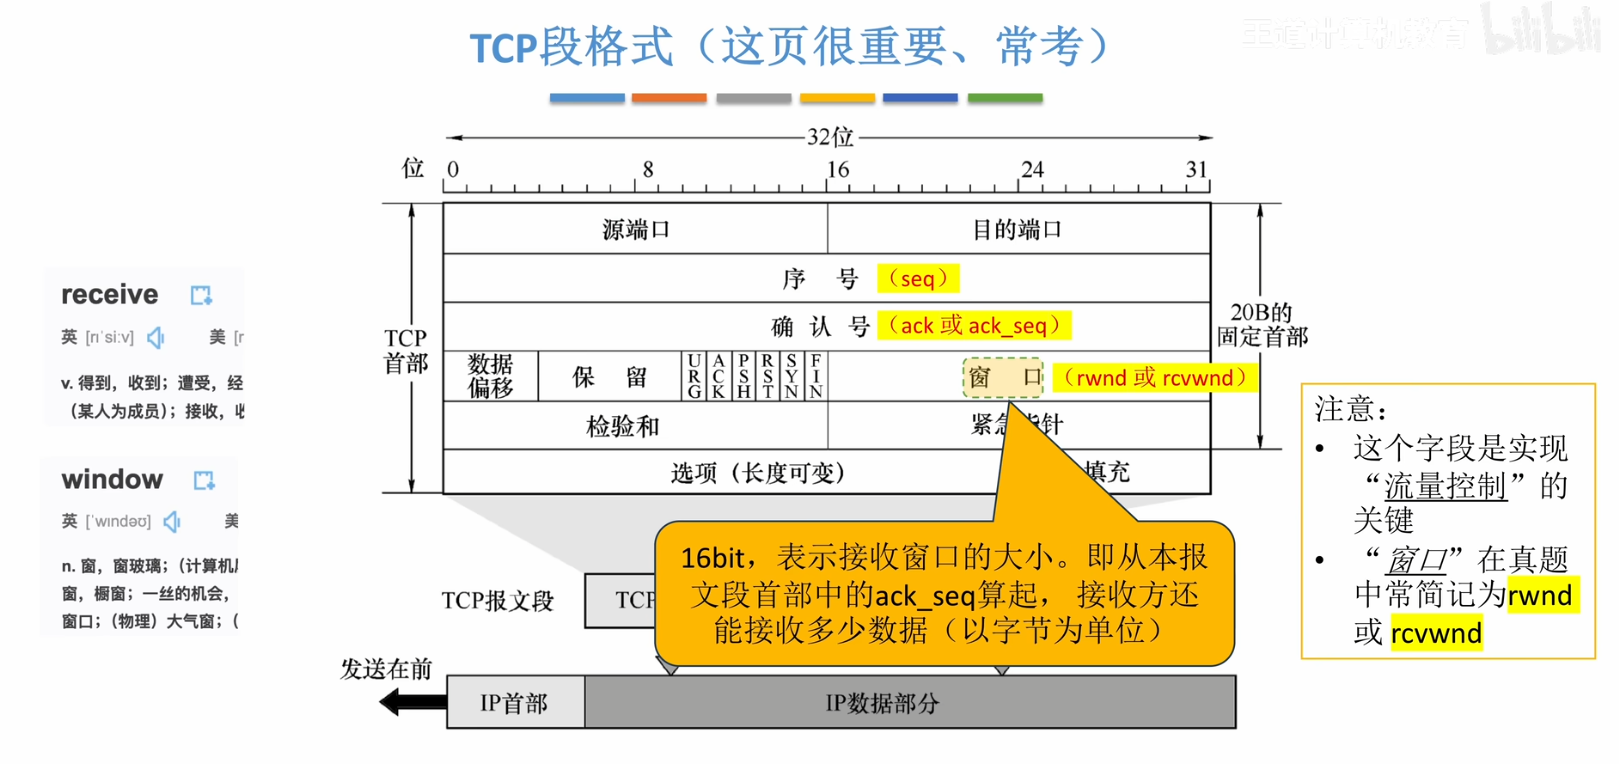 TCP段格式（这页很重要、常考）
王道计算机教育
bilibili
32位
位 0 8 16 24 31
源端口 目的端口
序 号 （seq）
确 认 号 （ack 或 ack_seq）
TCP
首部
20B的
固定首部
数据
偏移
保 留
URG ACK PSH RST SYN FIN
窗 口 （rwnd 或 rcvwnd）
检验和
选项（长度可变）
填充
16bit，表示接收窗口的大小。即从本报
文段首部中的ack_seq算起， 接收方还
能接收多少数据（以字节为单位）
TCP报文段
发送在前
IP首部 IP数据部分
receive
英 [rɪˈsiːv] 美
v. 得到，收到；遭受，经
（某人为成员）；接收，
window
英 [ˈwɪndəʊ] 美
n. 窗，窗玻璃；（计算机
窗，橱窗；一丝的机会，
窗口；（物理）大气窗；（
注意：
• 这个字段是实现
“流量控制”的
关键
• “窗口”在真题
中常简记为rwnd
或 rcvwnd